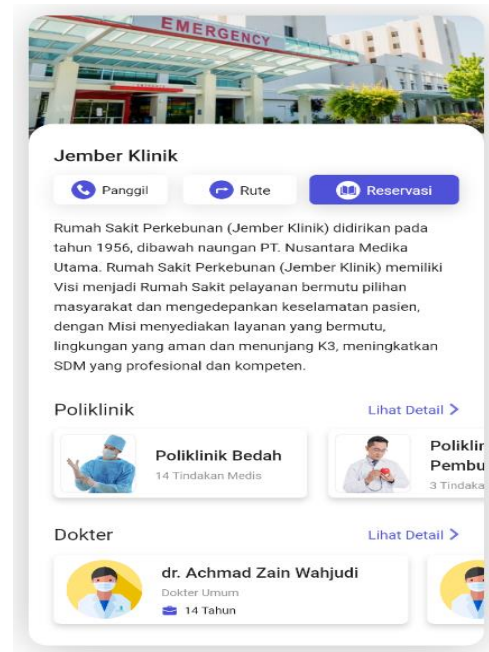 EMERGENCY
Jember Klinik
Panggil
Rute
Reservasi
Rumah Sakit Perkebunan (Jember Klinik) didirikan pada
tahun 1956, dibawah naungan PT. Nusantara Medika
Utama. Rumah Sakit Perkebunan (Jember Klinik) memiliki
Visi menjadi Rumah Sakit pelayanan bermutu pilihan
masyarakat dan mengedepankan keselamatan pasien,
dengan Misi menyediakan layanan yang bermutu,
lingkungan yang aman dan menunjang K3, meningkatkan
SDM yang profesional dan kompeten.
Poliklinik
Lihat Detail
Poliklinik Bedah
14 Tindakan Medis
Poliklin
Pembu
3 Tindaka
Dokter
Lihat Detail
dr. Achmad Zain Wahjudi
Dokter Umum
14 Tahun